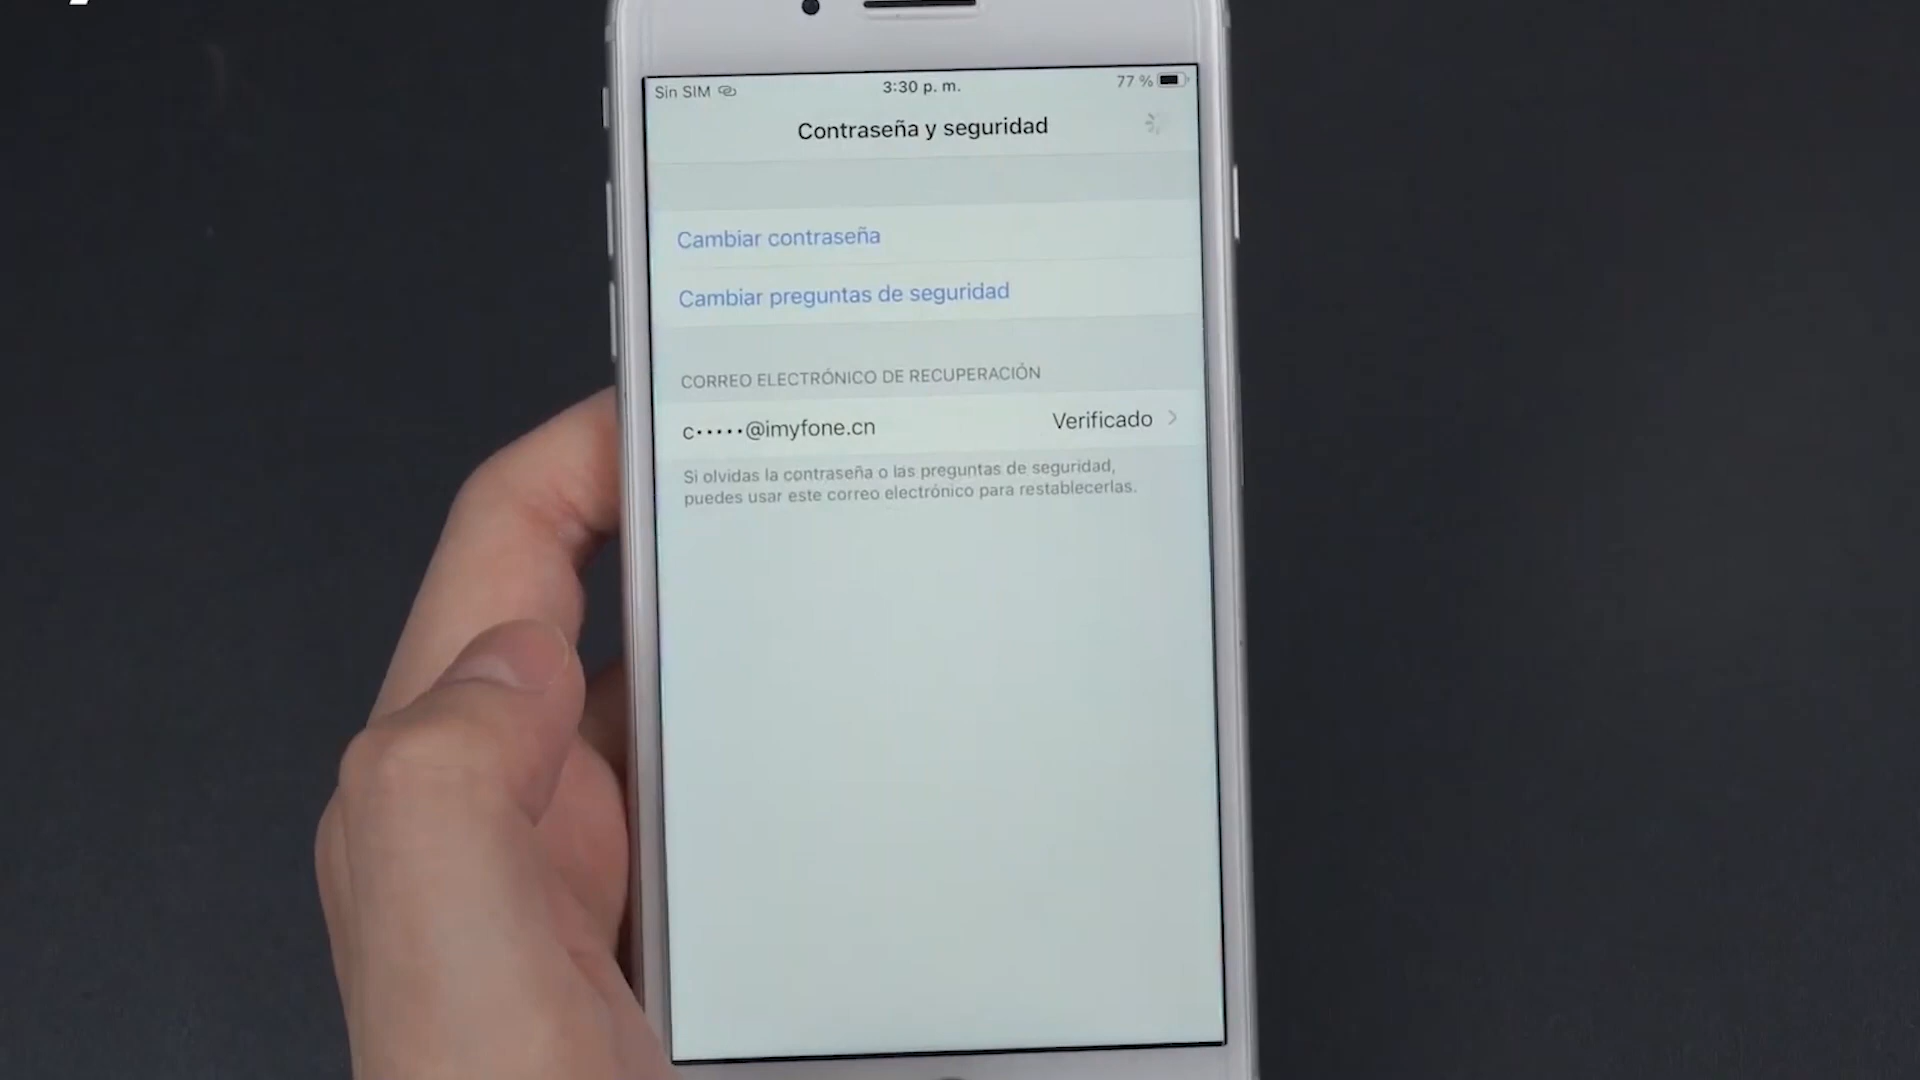 Sin SIM
3:30 p. m.
77 %
Contraseña y seguridad
Cambiar contraseña
Cambiar preguntas de seguridad
CORREO ELECTRÓNICO DE RECUPERACIÓN
c•••••@imyfone.cn
Verificado
Si olvidas la contraseña o las preguntas de seguridad,
puedes usar este correo electrónico para restablecerlas.